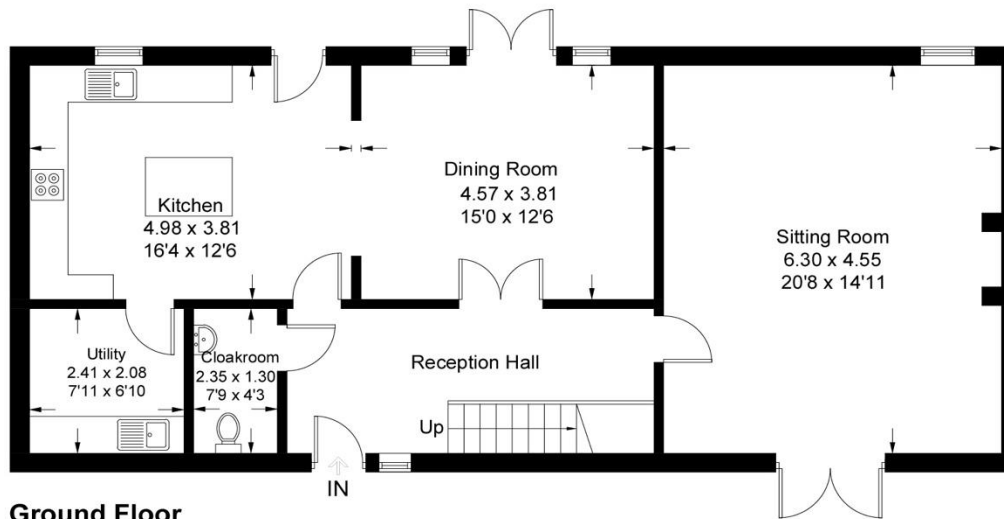 Kitchen
4.98 x 3.81
16'4 x 12'6
Dining Room
4.57 x 3.81
15'0 x 12'6
Sitting Room
6.30 x 4.55
20'8 x 14'11
Utility
2.41 x 2.08
7'11 x 6'10
Cloakroom
2.35 x 1.30
7'9 x 4'3
Reception Hall
Up
IN
Ground Floor